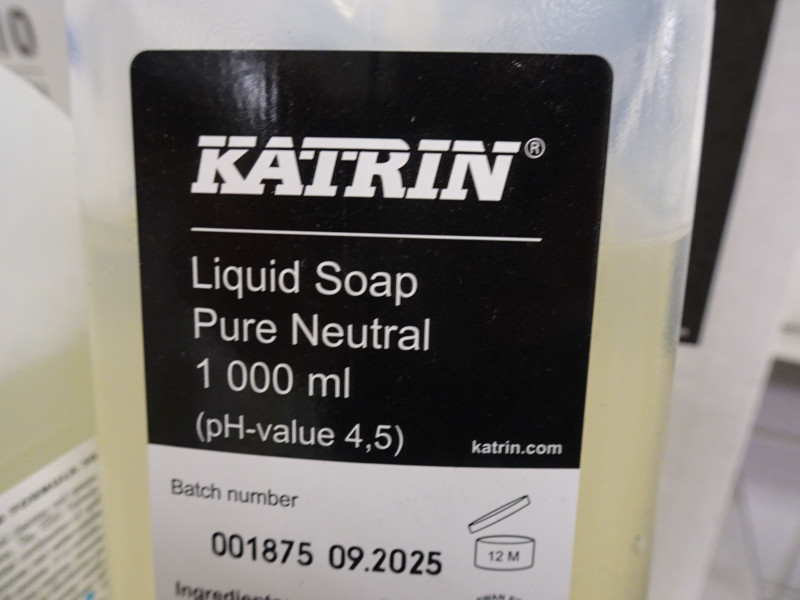 KATRIN®
Liquid Soap
Pure Neutral
1 000 ml
(pH-value 4,5)
katrin.com
Batch number
001875 09.2025
12 M
Ingredients